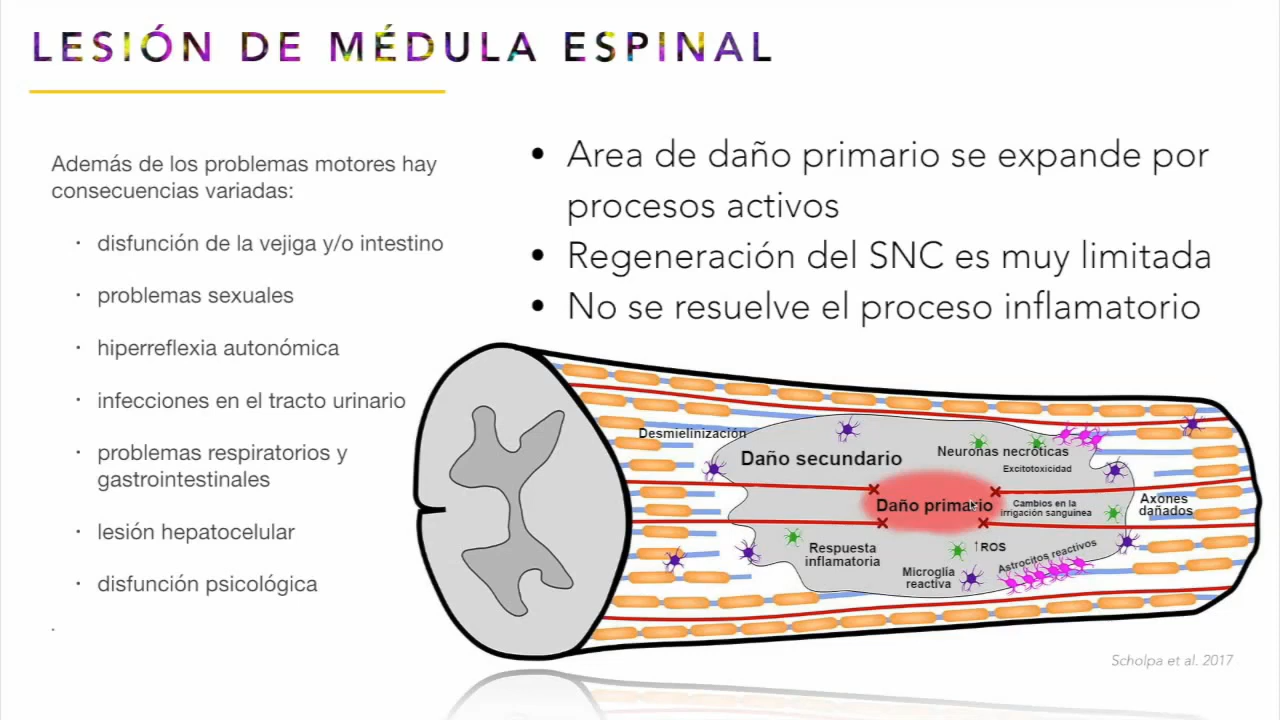 LESIÓN DE MÉDULA ESPINAL
Además de los problemas motores hay
consecuencias variadas:
· disfunción de la vejiga y/o intestino
· problemas sexuales
· hiperreflexia autonómica
· infecciones en el tracto urinario
· problemas respiratorios y
gastrointestinales
· lesión hepatocelular
· disfunción psicológica
.
• Area de daño primario se expande por
procesos activos
• Regeneración del SNC es muy limitada
• No se resuelve el proceso inflamatorio
Desmielinización
Daño secundario
Neuronas necróticas
Excitotoxicidad
Daño primario
Cambios en la
irrigación sanguinea
Axones
dañados
Respuesta
inflamatoria
↑ROS
Microglía
reactiva
Astrocitos reactivos
Scholpa et al. 2017